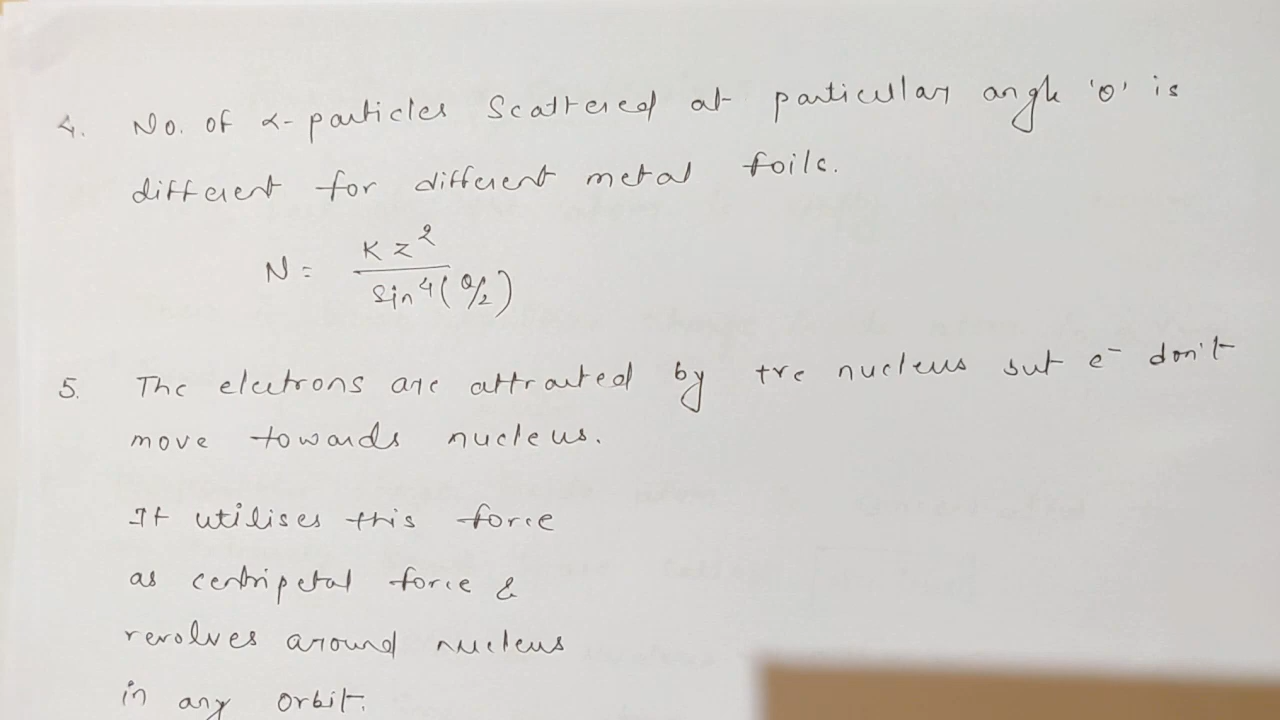 4. No. of α-particles scattered at particular angle 'θ' is
different for different metal foils.
N = Kz²/sin⁴(θ/2)
5. The electrons are attracted by +ve nucleus but e⁻ don't
move towards nucleus.
It utilises this force
as centripetal force &
revolves around nucleus
in any orbit.